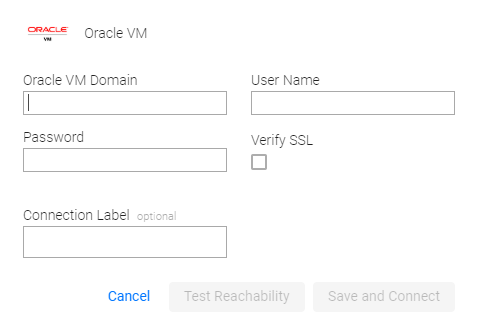 ORACLE
VM
Oracle VM
Oracle VM Domain
User Name
Password
Verify SSL
Connection Label optional
Cancel
Test Reachability
Save and Connect